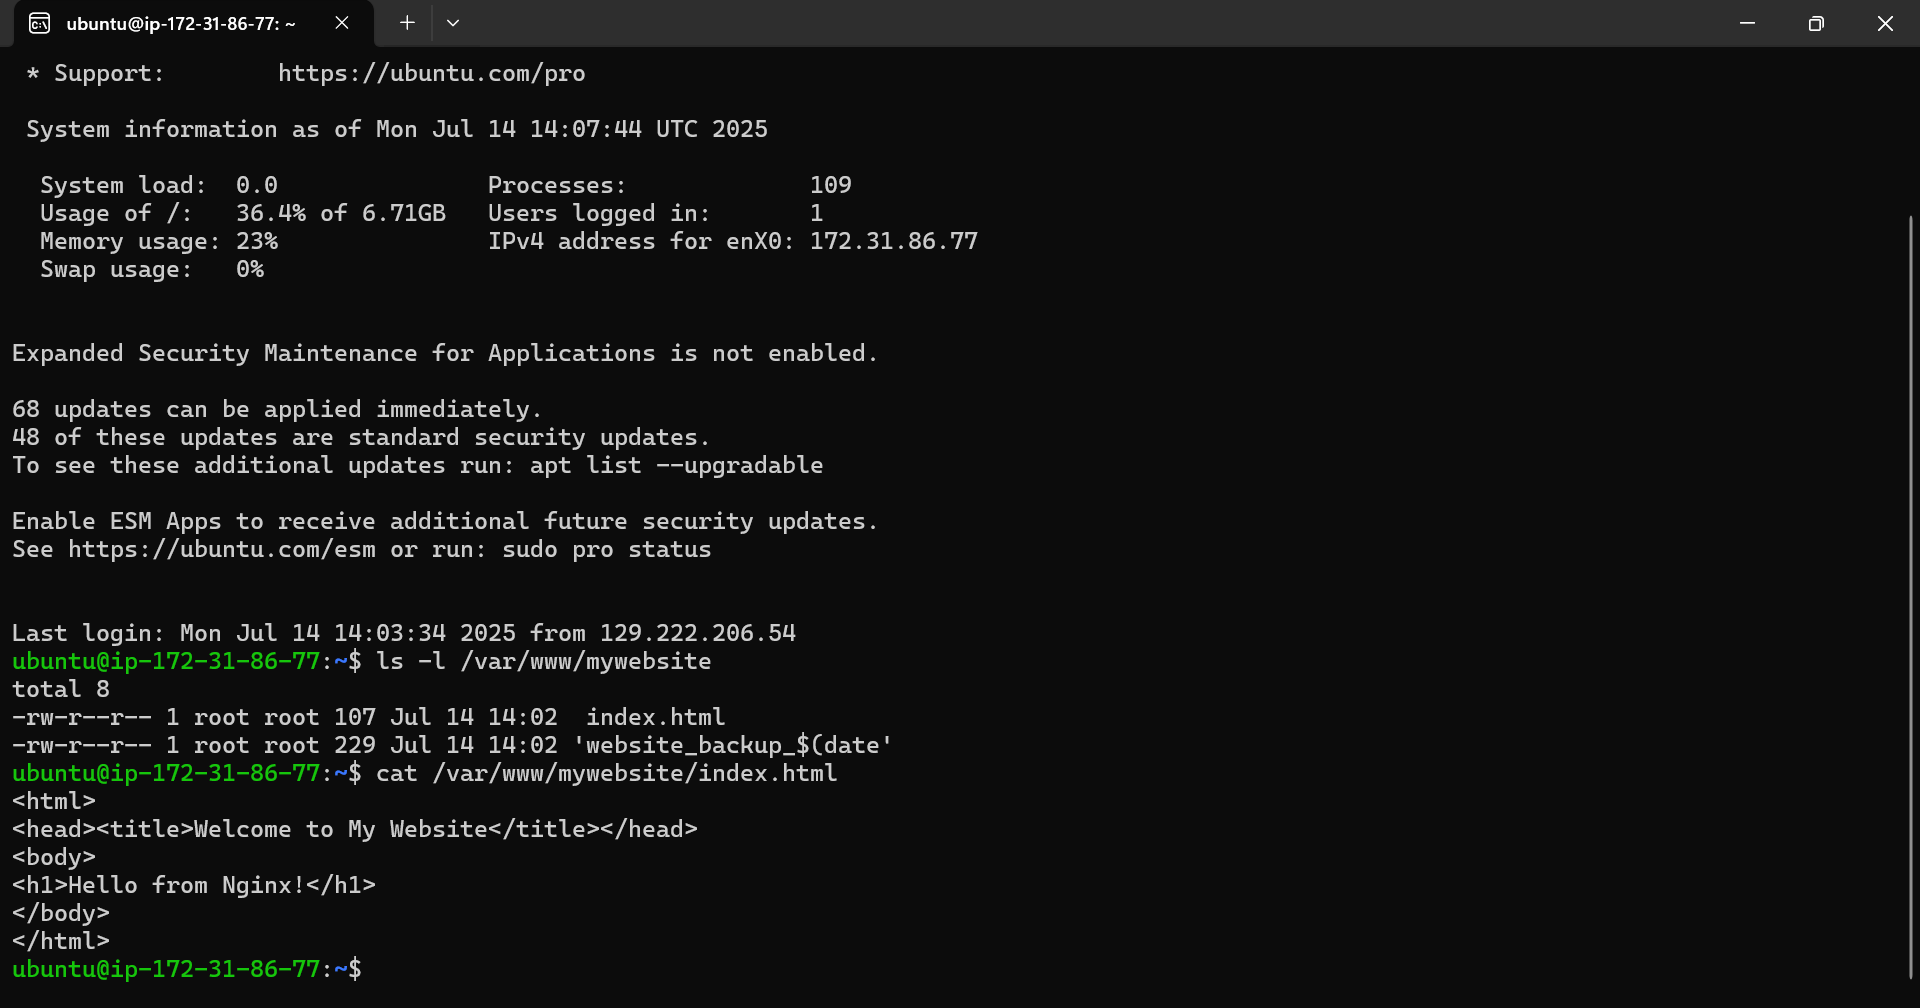 ubuntu@ip-172-31-86-77: ~
* Support:        https://ubuntu.com/pro
System information as of Mon Jul 14 14:07:44 UTC 2025
System load:  0.0               Processes:             109
Usage of /:   36.4% of 6.71GB   Users logged in:       1
Memory usage: 23%               IPv4 address for enX0: 172.31.86.77
Swap usage:   0%
Expanded Security Maintenance for Applications is not enabled.
68 updates can be applied immediately.
48 of these updates are standard security updates.
To see these additional updates run: apt list --upgradable
Enable ESM Apps to receive additional future security updates.
See https://ubuntu.com/esm or run: sudo pro status
Last login: Mon Jul 14 14:03:34 2025 from 129.222.206.54
ubuntu@ip-172-31-86-77:~$ ls -l /var/www/mywebsite
total 8
-rw-r--r-- 1 root root 107 Jul 14 14:02  index.html
-rw-r--r-- 1 root root 229 Jul 14 14:02 'website_backup_$(date'
ubuntu@ip-172-31-86-77:~$ cat /var/www/mywebsite/index.html
<html>
<head><title>Welcome to My Website</title></head>
<body>
<h1>Hello from Nginx!</h1>
</body>
</html>
ubuntu@ip-172-31-86-77:~$